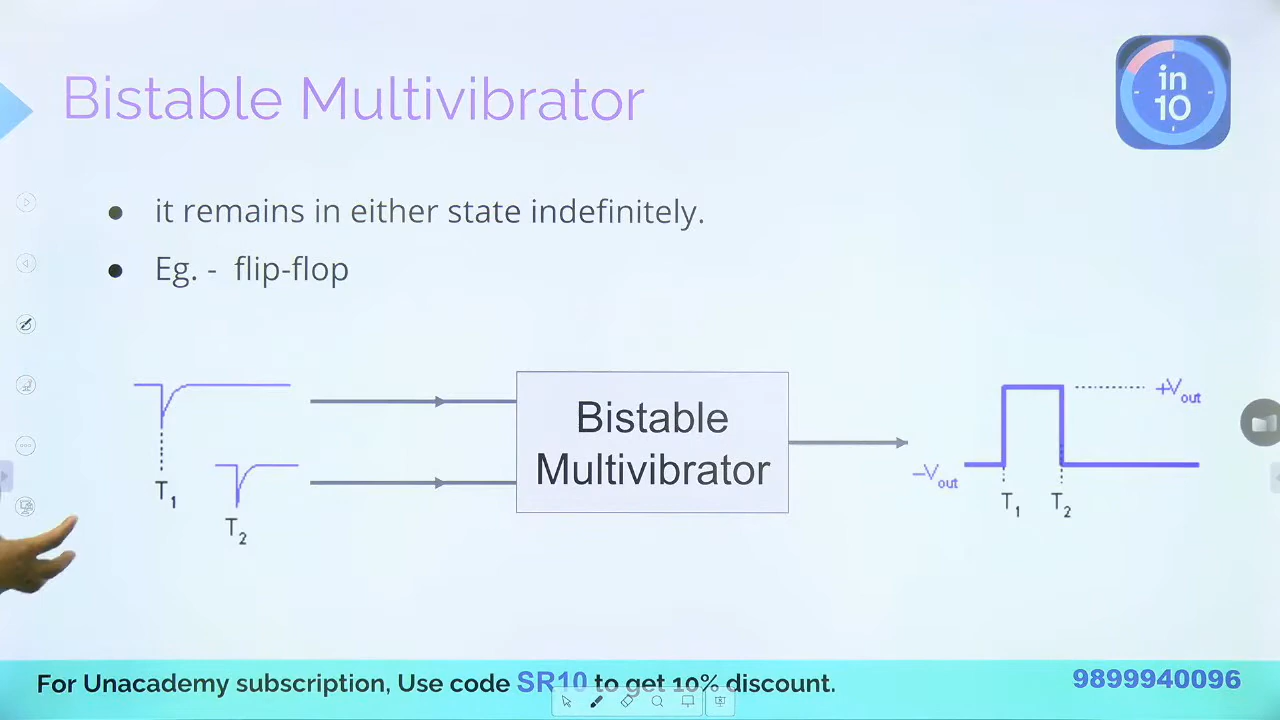 Bistable Multivibrator
in
10
● it remains in either state indefinitely.
● Eg. - flip-flop
T1
T2
Bistable
Multivibrator
+Vout
-Vout
T1
T2
For Unacademy subscription, Use code SR10 to get 10% discount.
9899940096